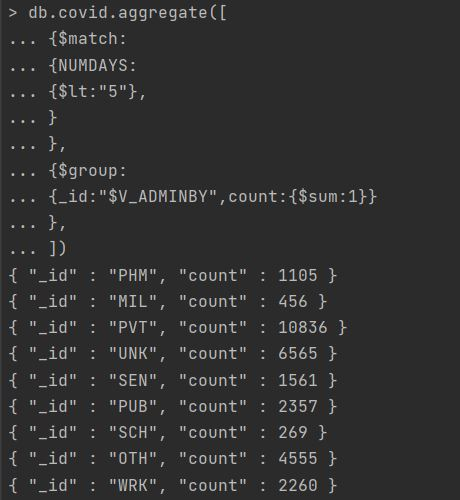 > db.covid.aggregate([
... {$match:
... {NUMDAYS:
... {$lt:"5"},
... }
... },
... {$group:
... {_id:"$V_ADMINBY",count:{$sum:1}}
... },
... ])
{ "_id" : "PHM", "count" : 1105 }
{ "_id" : "MIL", "count" : 456 }
{ "_id" : "PVT", "count" : 10836 }
{ "_id" : "UNK", "count" : 6565 }
{ "_id" : "SEN", "count" : 1561 }
{ "_id" : "PUB", "count" : 2357 }
{ "_id" : "SCH", "count" : 269 }
{ "_id" : "OTH", "count" : 4555 }
{ "_id" : "WRK", "count" : 2260 }